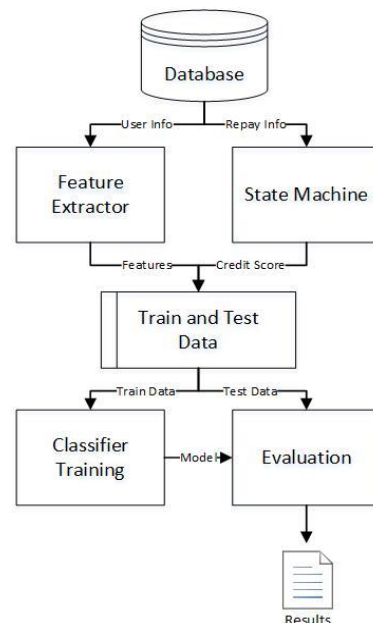 Database
User Info
Repay Info
Feature
Extractor
State Machine
Features
Credit Score
Train and Test
Data
Train Data
Test Data
Classifier
Training
Model
Evaluation
Results